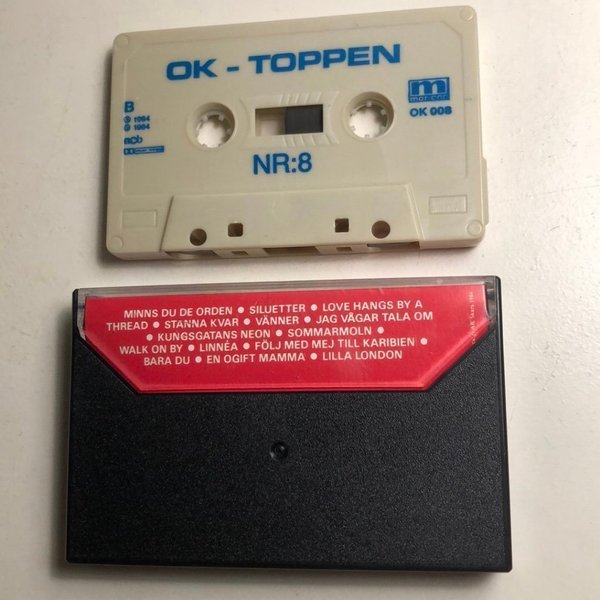 OK - TOPPEN
B
℗ 1984
© 1984
ncb
m
OK 008
NR:8
MINNS DU DE ORDEN • SILUETTER • LOVE HANGS BY A
THREAD • STANNA KVAR • VÄNNER • JAG VÅGAR TALA OM
• KUNGSGATANS NEON • SOMMARMOLN •
WALK ON BY • LINNÉA • FÖLJ MED MEJ TILL KARIBIEN •
BARA DU • EN OGIFT MAMMA • LILLA LONDON